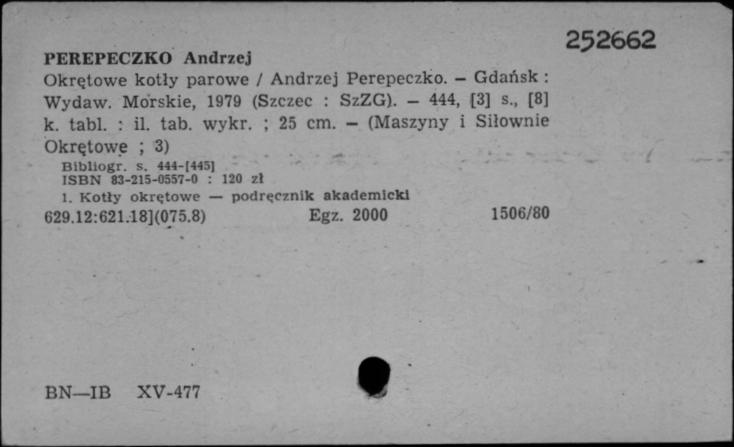 252662
PEREPECZKO Andrzej
Okrętowe kotły parowe / Andrzej Perepeczko. — Gdańsk :
Wydaw. Morskie, 1979 (Szczec : SzZG). — 444, [3] s., [8]
k. tabl. : il. tab. wykr. ; 25 cm. — (Maszyny i Siłownie
Okrętowe ; 3)
Bibliogr. s. 444-[445]
ISBN 83-215-0557-0 : 120 zł
1. Kotły okrętowe — podręcznik akademicki
629.12:621.18](075.8) Egz. 2000 1506/80
BN—IB XV-477